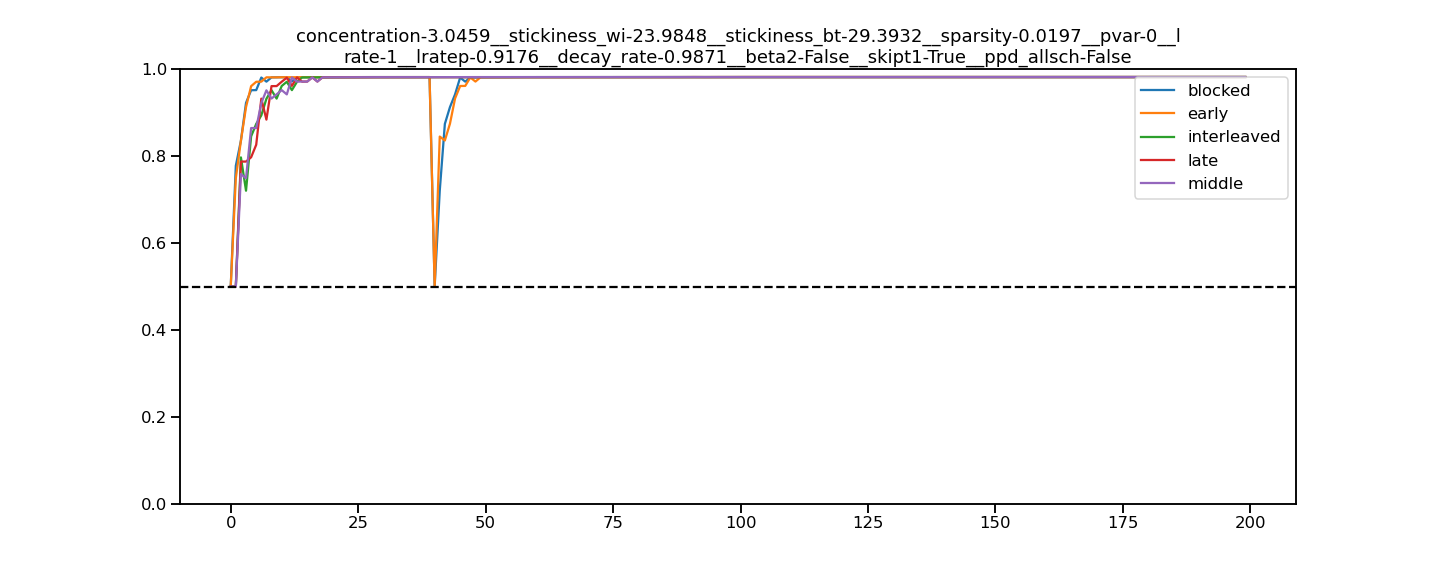 concentration-3.0459__stickiness_wi-23.9848__stickiness_bt-29.3932__sparsity-0.0197__pvar-0__l
rate-1__lratep-0.9176__decay_rate-0.9871__beta2-False__skipt1-True__ppd_allsch-False
1.0
0.8
0.6
0.4
0.2
0.0
blocked
early
interleaved
late
middle
0 25 50 75 100 125 150 175 200